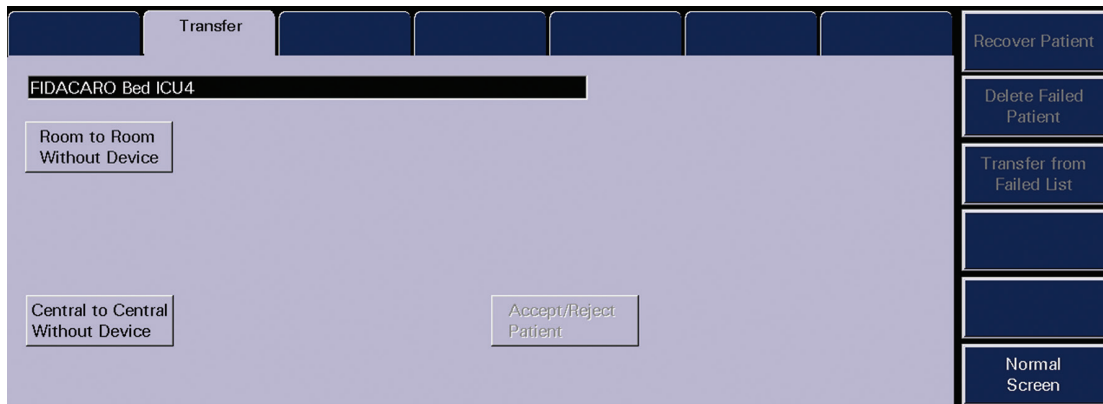 Transfer
Recover Patient
FIDACARO Bed ICU4
Delete Failed
Patient
Room to Room
Without Device
Transfer from
Failed List
Central to Central
Without Device
Accept/Reject
Patient
Normal
Screen